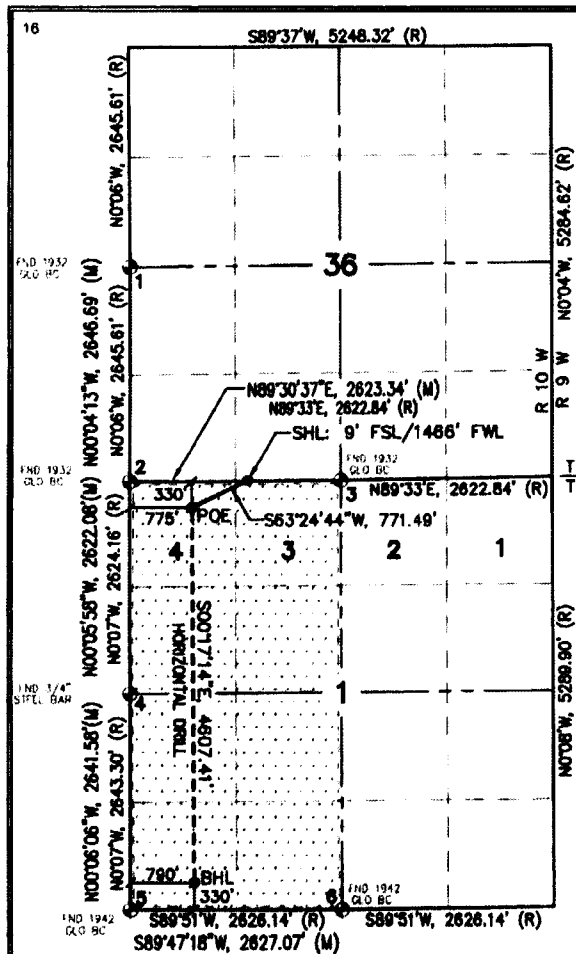 16
S89°37'W, 5248.32' (R)
N0°06'W, 2645.61' (R)
N0°04'W, 5284.62' (R)
FND 1932
GLO BC
1
36
N00°04'13"W, 2646.69' (M)
N0°06'W, 2645.61' (R)
R 10 W
R 9 W
N89°30'37"E, 2623.34' (M)
N89°33'E, 2622.84' (R)
SHL: 9' FSL/1466' FWL
FND 1932
GLO BC
2
FND 1932
GLO BC
3
N89°33'E, 2622.84' (R)
T
T
330'
775'
POE
S63°24'44"W, 771.49'
4
3
2
1
N00°05'58"W, 2622.08'(M)
N0°07'W, 2624.16' (R)
S00°17'14"E 4607.41'
HORIZONTAL DRILL
N0°08'W, 5289.90' (R)
FND 3/4"
STEEL BAR
4
1
N00°06'06"W, 2641.58'(M)
N0°07'W, 2643.30' (R)
790'
BHL
330'
5
6
FND 1942
GLO BC
FND 1942
GLO BC
S89°51'W, 2626.14' (R)
S89°51'W, 2626.14' (R)
S89°47'18"W, 2627.07' (M)